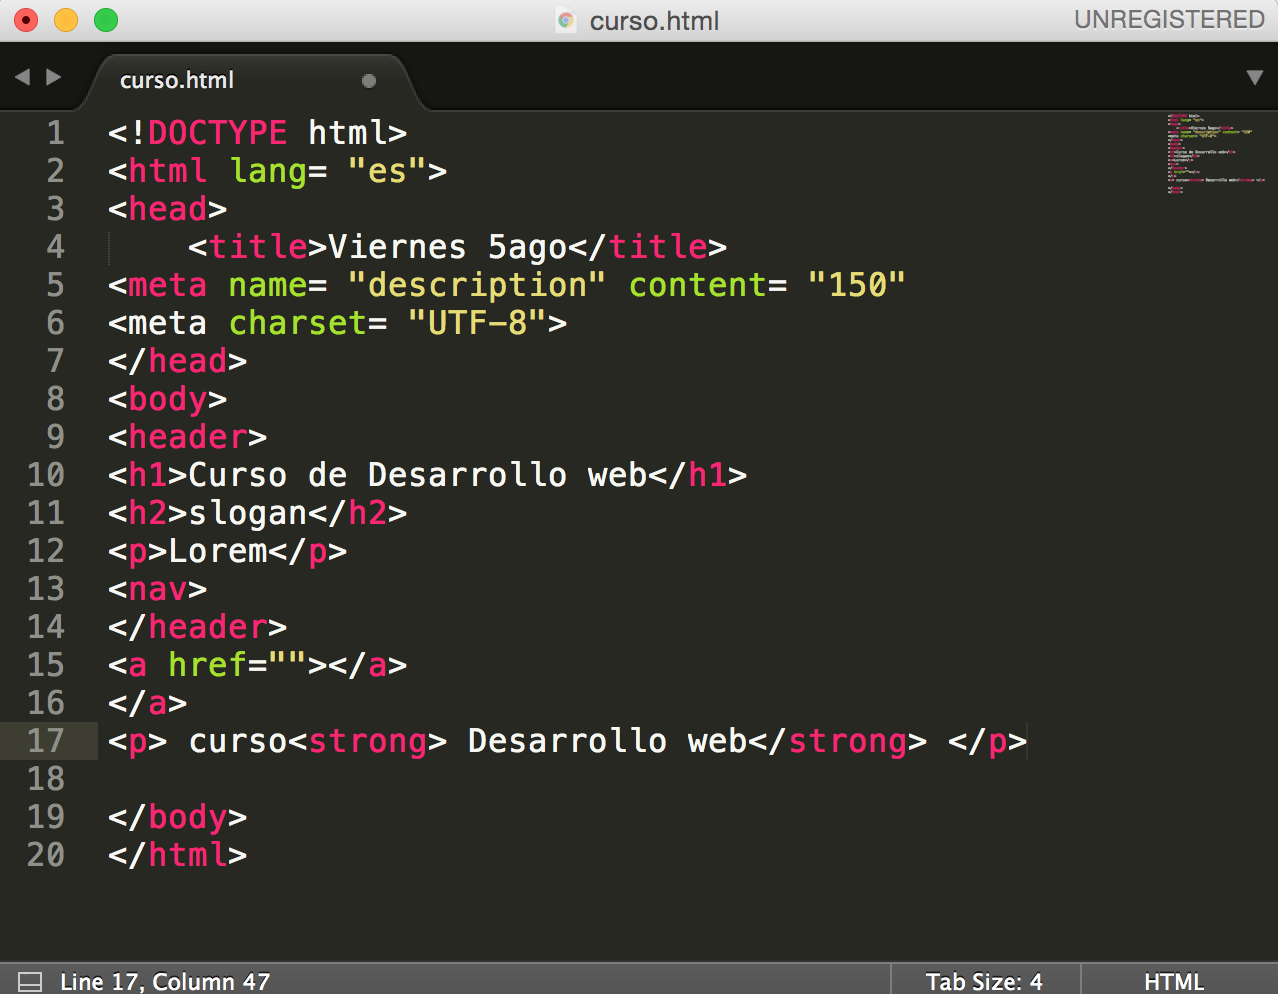 curso.html
UNREGISTERED
curso.html
1 <!DOCTYPE html>
2 <html lang= "es">
3 <head>
4     <title>Viernes 5ago</title>
5 <meta name= "description" content= "150"
6 <meta charset= "UTF-8">
7 </head>
8 <body>
9 <header>
10 <h1>Curso de Desarrollo web</h1>
11 <h2>slogan</h2>
12 <p>Lorem</p>
13 <nav>
14 </header>
15 <a href=""></a>
16 </a>
17 <p> curso<strong> Desarrollo web</strong> </p>
18
19 </body>
20 </html>
Line 17, Column 47
Tab Size: 4
HTML